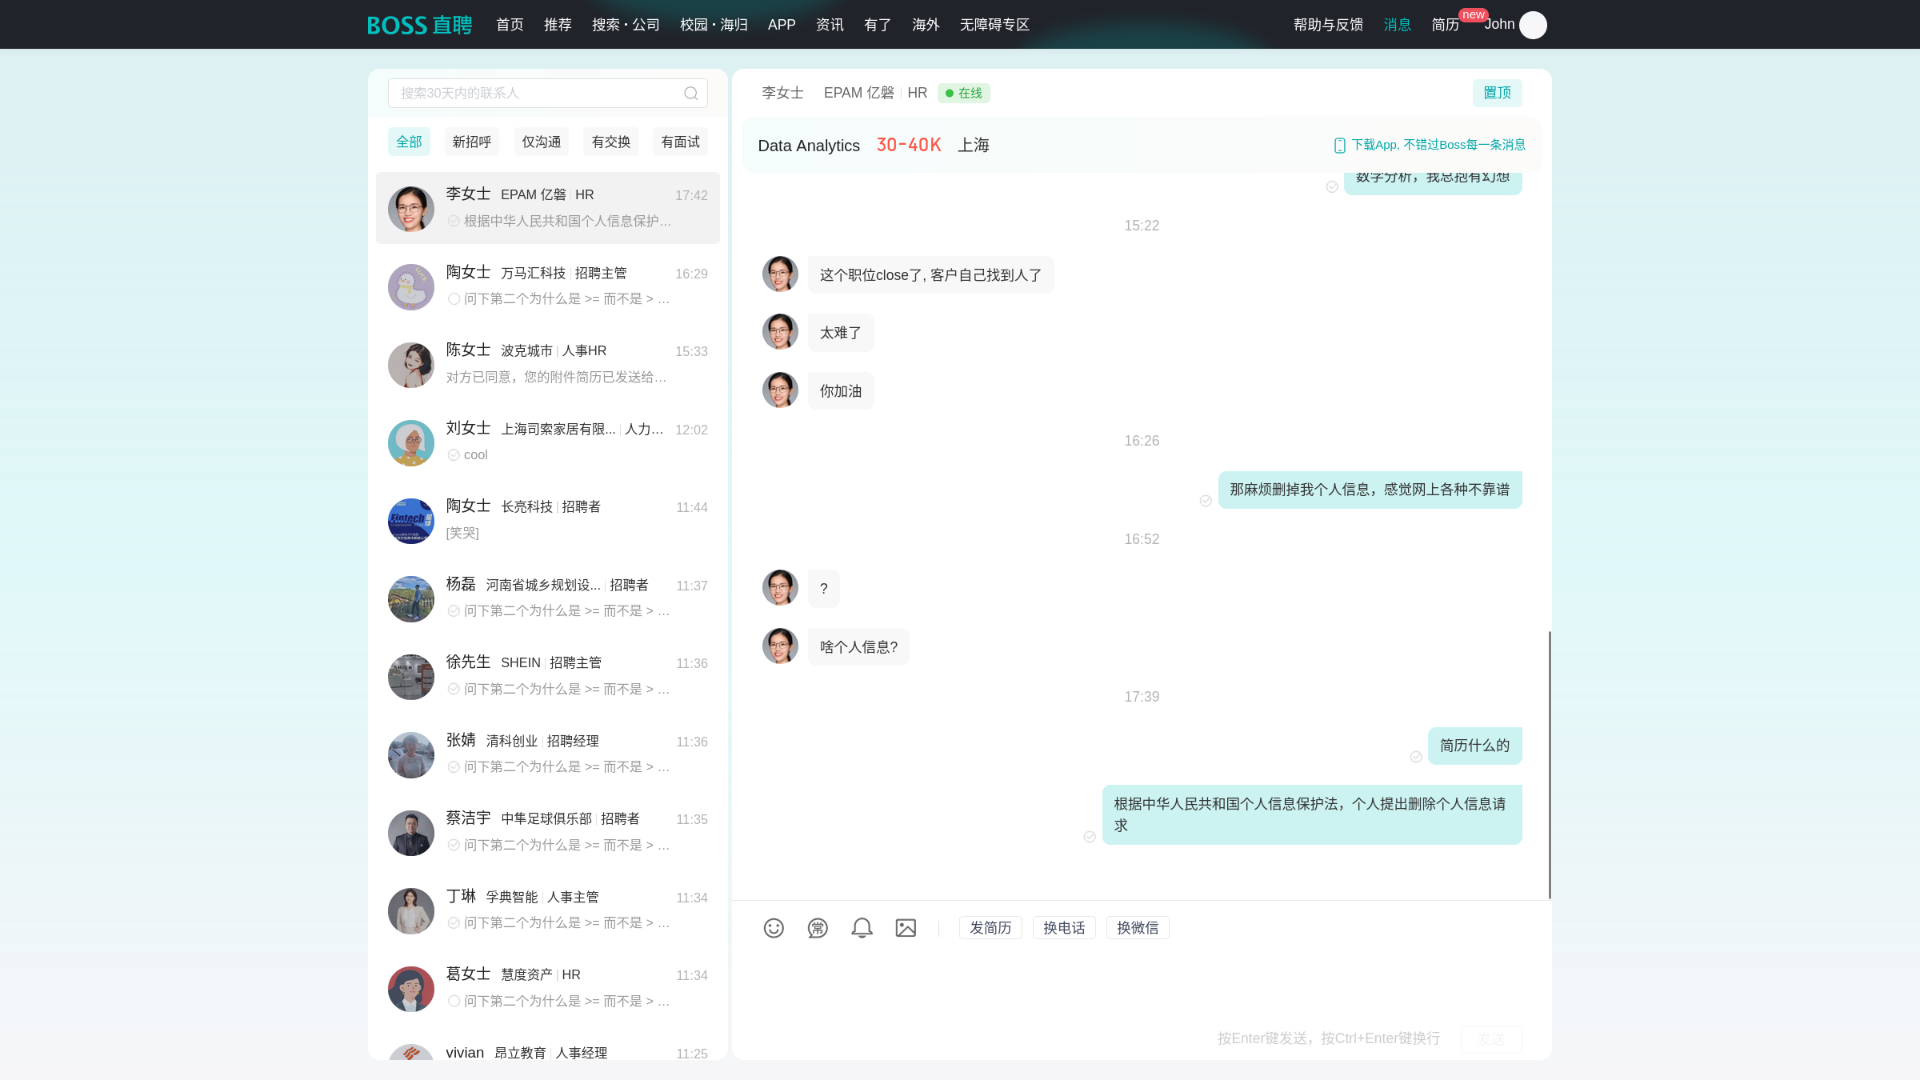 BOSS 直聘 首页 推荐 搜索·公司 校园·海归 APP 资讯 有了 海外 无障碍专区 帮助与反馈 消息 简历 new John
搜索30天内的联系人
全部 新招呼 仅沟通 有交换 有面试
李女士 EPAM 亿磐 HR 17:42
根据中华人民共和国个人信息保护...
陶女士 万马汇科技 招聘主管 16:29
问下第二个为什么是 >= 而不是 > ...
陈女士 波克城市 人事HR 15:33
对方已同意，您的附件简历已发送给...
刘女士 上海司索家居有限... 人力... 12:02
cool
陶女士 长亮科技 招聘者 11:44
[笑哭]
Fintech
杨磊 河南省城乡规划设... 招聘者 11:37
问下第二个为什么是 >= 而不是 > ...
徐先生 SHEIN 招聘主管 11:36
问下第二个为什么是 >= 而不是 > ...
张婻 清科创业 招聘经理 11:36
问下第二个为什么是 >= 而不是 > ...
蔡洁宇 中隼足球俱乐部 招聘者 11:35
问下第二个为什么是 >= 而不是 > ...
丁琳 孚典智能 人事主管 11:34
问下第二个为什么是 >= 而不是 > ...
葛女士 慧度资产 HR 11:34
问下第二个为什么是 >= 而不是 > ...
vivian 昂立教育 人事经理 11:25
李女士 EPAM 亿磐 HR 在线 置顶
Data Analytics 30-40K 上海 下载App, 不错过Boss每一条消息
数字分析，我总抱有幻想
15:22
这个职位close了, 客户自己找到人了
太难了
你加油
16:26
那麻烦删掉我个人信息，感觉网上各种不靠谱
16:52
?
啥个人信息?
17:39
简历什么的
根据中华人民共和国个人信息保护法，个人提出删除个人信息请
求
常 发简历 换电话 换微信
按Enter键发送，按Ctrl+Enter键换行 发送